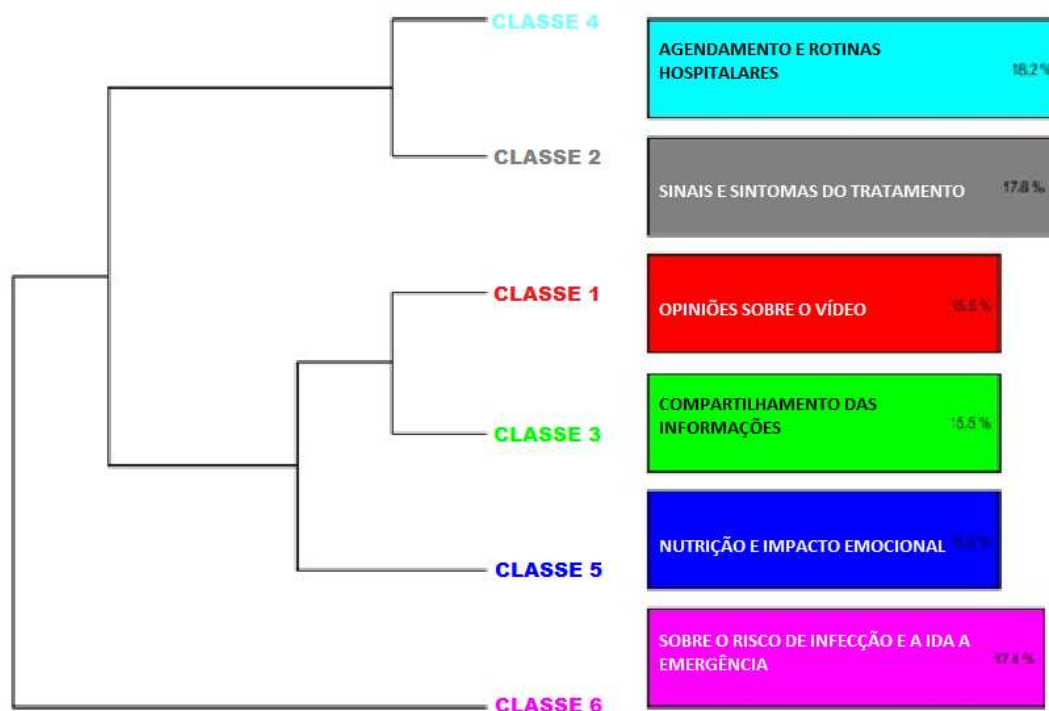 CLASSE 4
AGENDAMENTO E ROTINAS
HOSPITALARES
18.2 %
CLASSE 2
SINAIS E SINTOMAS DO TRATAMENTO
17.8 %
CLASSE 1
OPINIÕES SOBRE O VÍDEO
15.5 %
CLASSE 3
COMPARTILHAMENTO DAS
INFORMAÇÕES
15.5 %
CLASSE 5
NUTRIÇÃO E IMPACTO EMOCIONAL
SOBRE O RISCO DE INFECÇÃO E A IDA A
EMERGÊNCIA
17.4 %
CLASSE 6